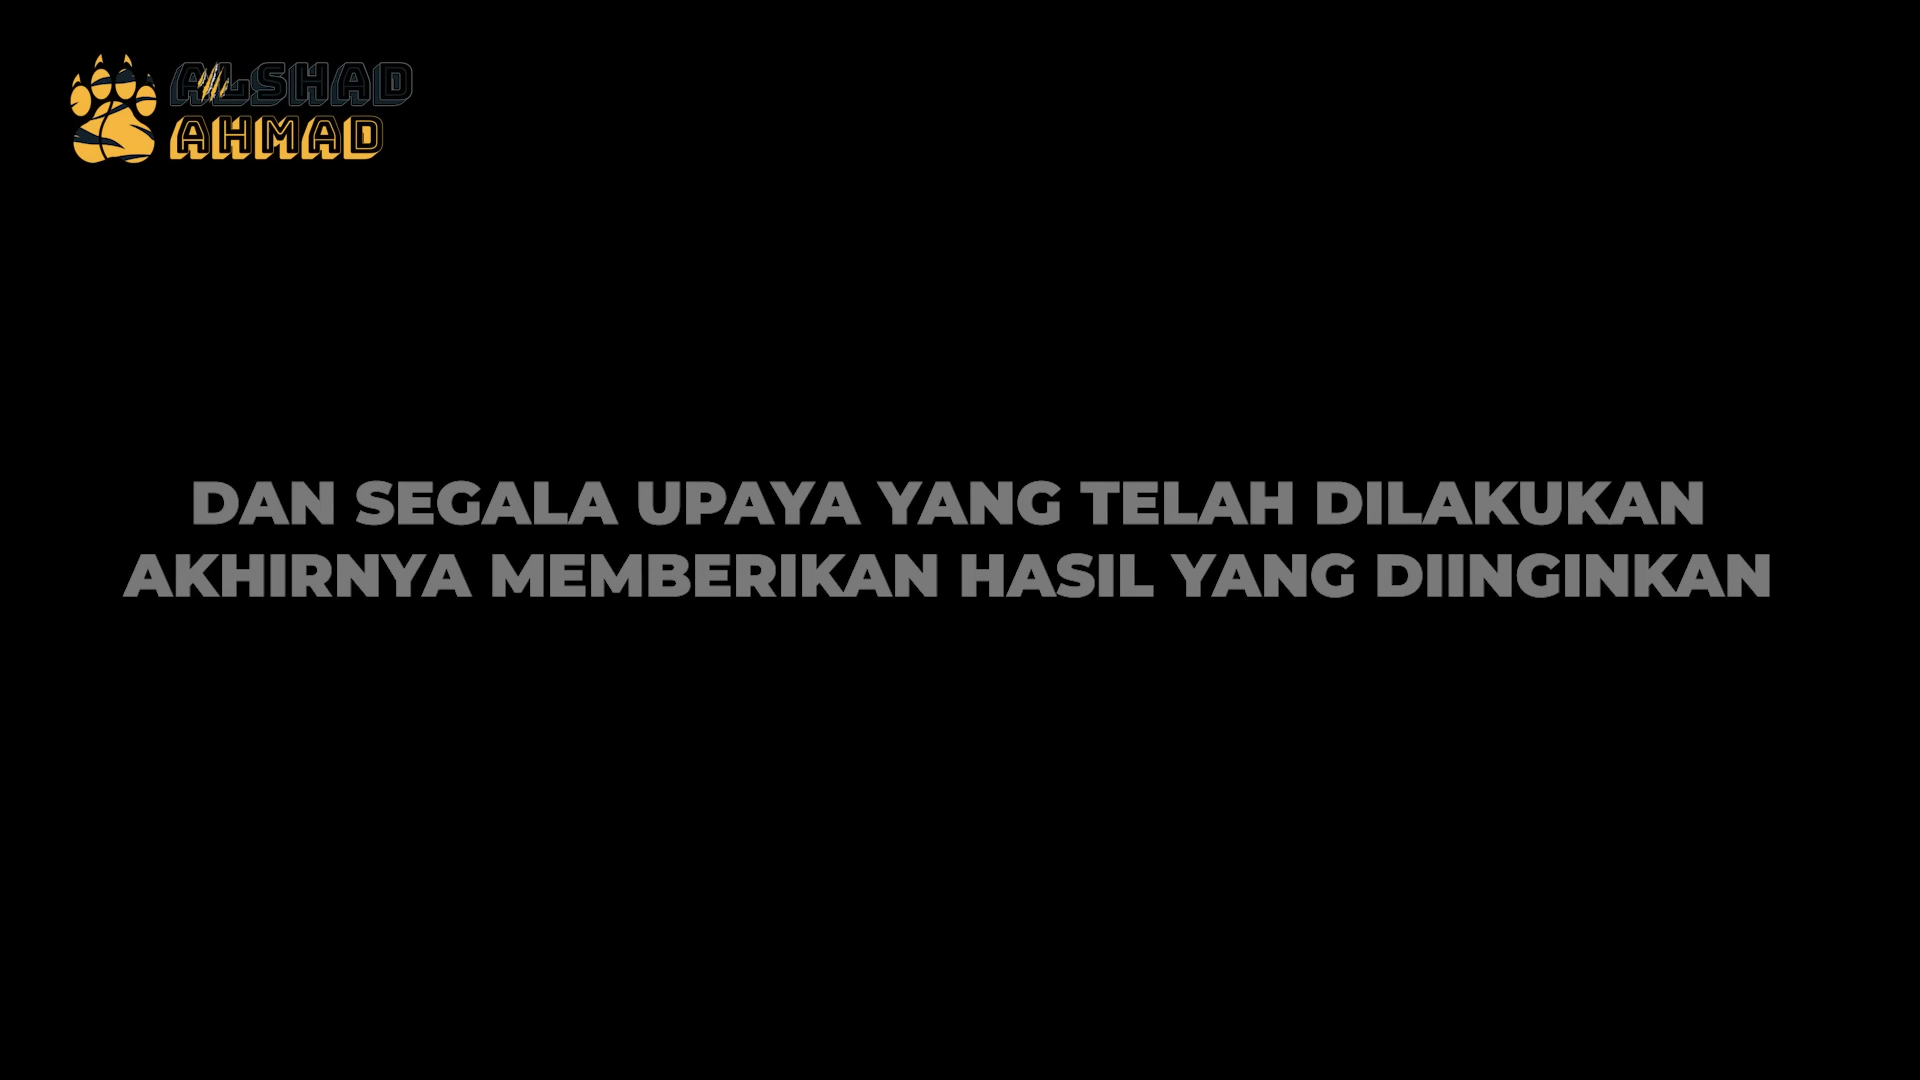 ALSHAD
AHMAD
DAN SEGALA UPAYA YANG TELAH DILAKUKAN
AKHIRNYA MEMBERIKAN HASIL YANG DIINGINKAN